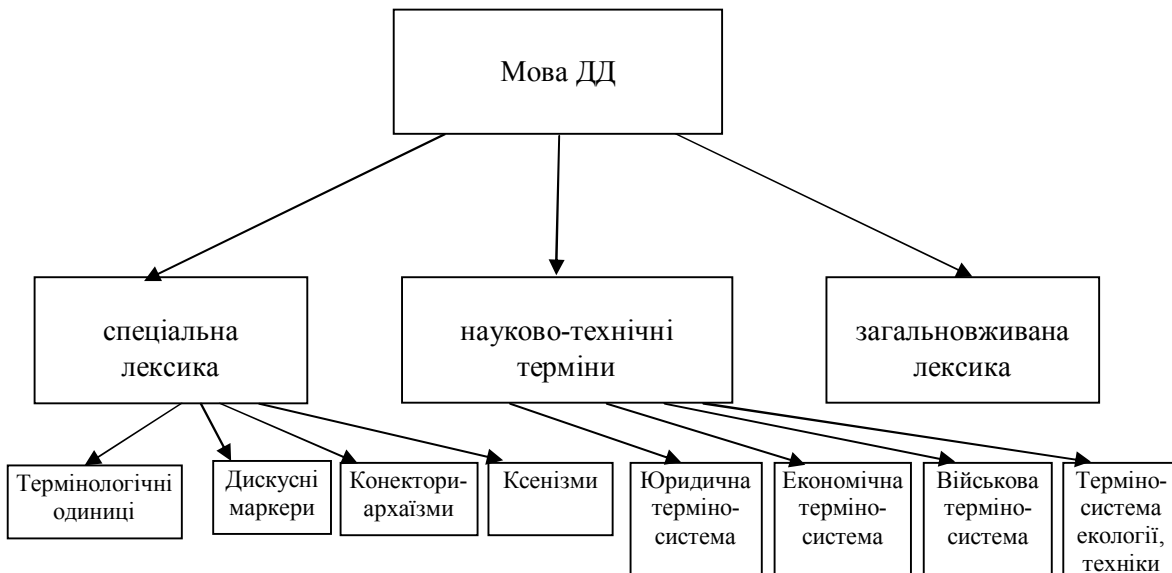 Мова ДД
спеціальна
лексика
науково-технічні
терміни
загальновживана
лексика
Термінологічні
одиниці
Дискусні
маркери
Конектори-
архаїзми
Ксенізми
Юридична
терміно-
система
Економічна
терміно-
система
Військова
терміно-
система
Терміно-
система
екології,
техніки